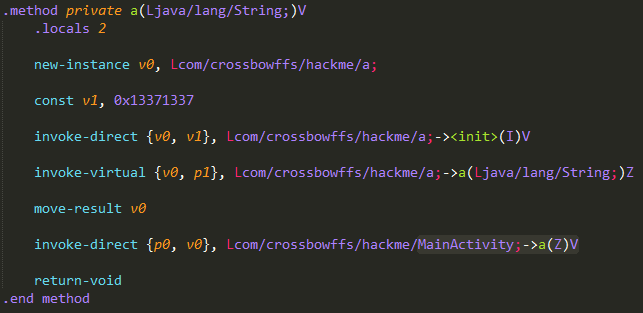 .method private a(Ljava/lang/String;)V
    .locals 2
    new-instance v0, Lcom/crossbowffs/hackme/a;
    const v1, 0x13371337
    invoke-direct {v0, v1}, Lcom/crossbowffs/hackme/a;-><init>(I)V
    invoke-virtual {v0, p1}, Lcom/crossbowffs/hackme/a;->a(Ljava/lang/String;)Z
    move-result v0
    invoke-direct {p0, v0}, Lcom/crossbowffs/hackme/MainActivity;->a(Z)V
    return-void
.end method